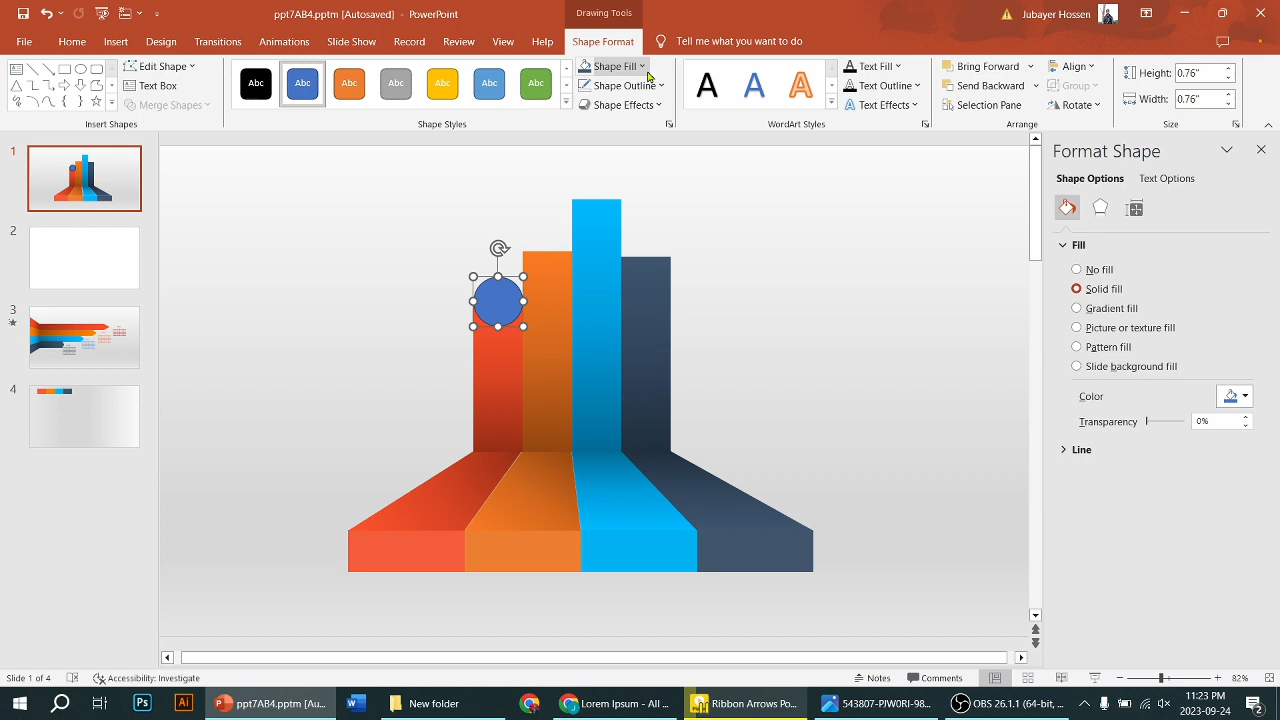 ppt7AB4.pptm [Autosaved] - PowerPoint
Drawing Tools
Jubayer Hossen
File Home Insert Design Transitions Animations Slide Show Record Review View Help Shape Format Tell me what you want to do
Edit Shape
Text Box
Merge Shapes
Insert Shapes
Abc Abc Abc Abc Abc Abc Abc
Shape Styles
Shape Fill
Shape Outline
Shape Effects
A A A
WordArt Styles
Text Fill
Text Outline
Text Effects
Bring Forward
Send Backward
Selection Pane
Align
Group
Rotate
Arrange
Height: 0.76"
Width: 0.76"
Size
1
2
3
4
Format Shape
Shape Options Text Options
Fill
No fill
Solid fill
Gradient fill
Picture or texture fill
Pattern fill
Slide background fill
Color
Transparency 0%
Line
Slide 1 of 4 Accessibility: Investigate Notes Comments 82%
Ps Ai ppt7AB4.pptm [Au... New folder Lorem Ipsum - All ... Ribbon Arrows Po... 543807-PIW0RI-98... OBS 26.1.1 (64-bit, ... 11:23 PM
2023-09-24
2